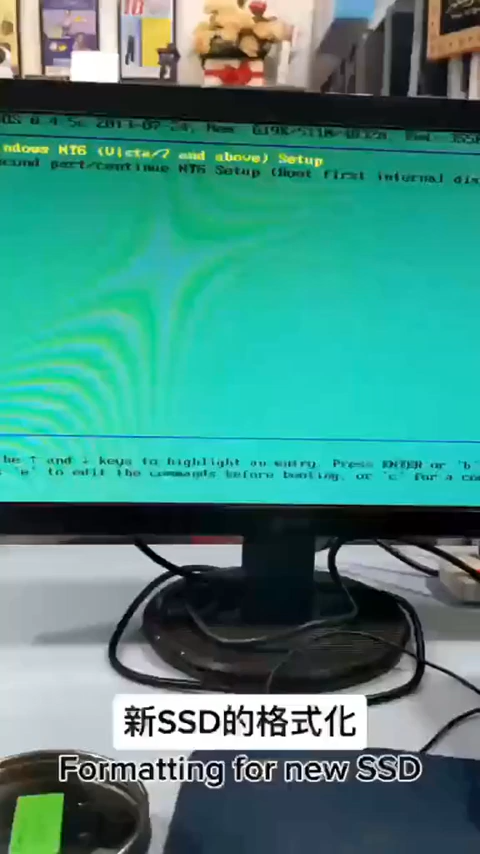 ndows NT6 (Vista/7 and above) Setup
cond part/continue NT6 Setup (Boot first internal dis
he ↑ and ↓ keys to highlight an entry. Press ENTER or 'b'
'e' to edit the commands before booting, or 'c' for a co
新SSD的格式化
Formatting for new SSD